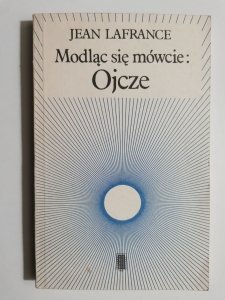 JEAN LAFRANCE
Modląc się mówcie:
Ojcze